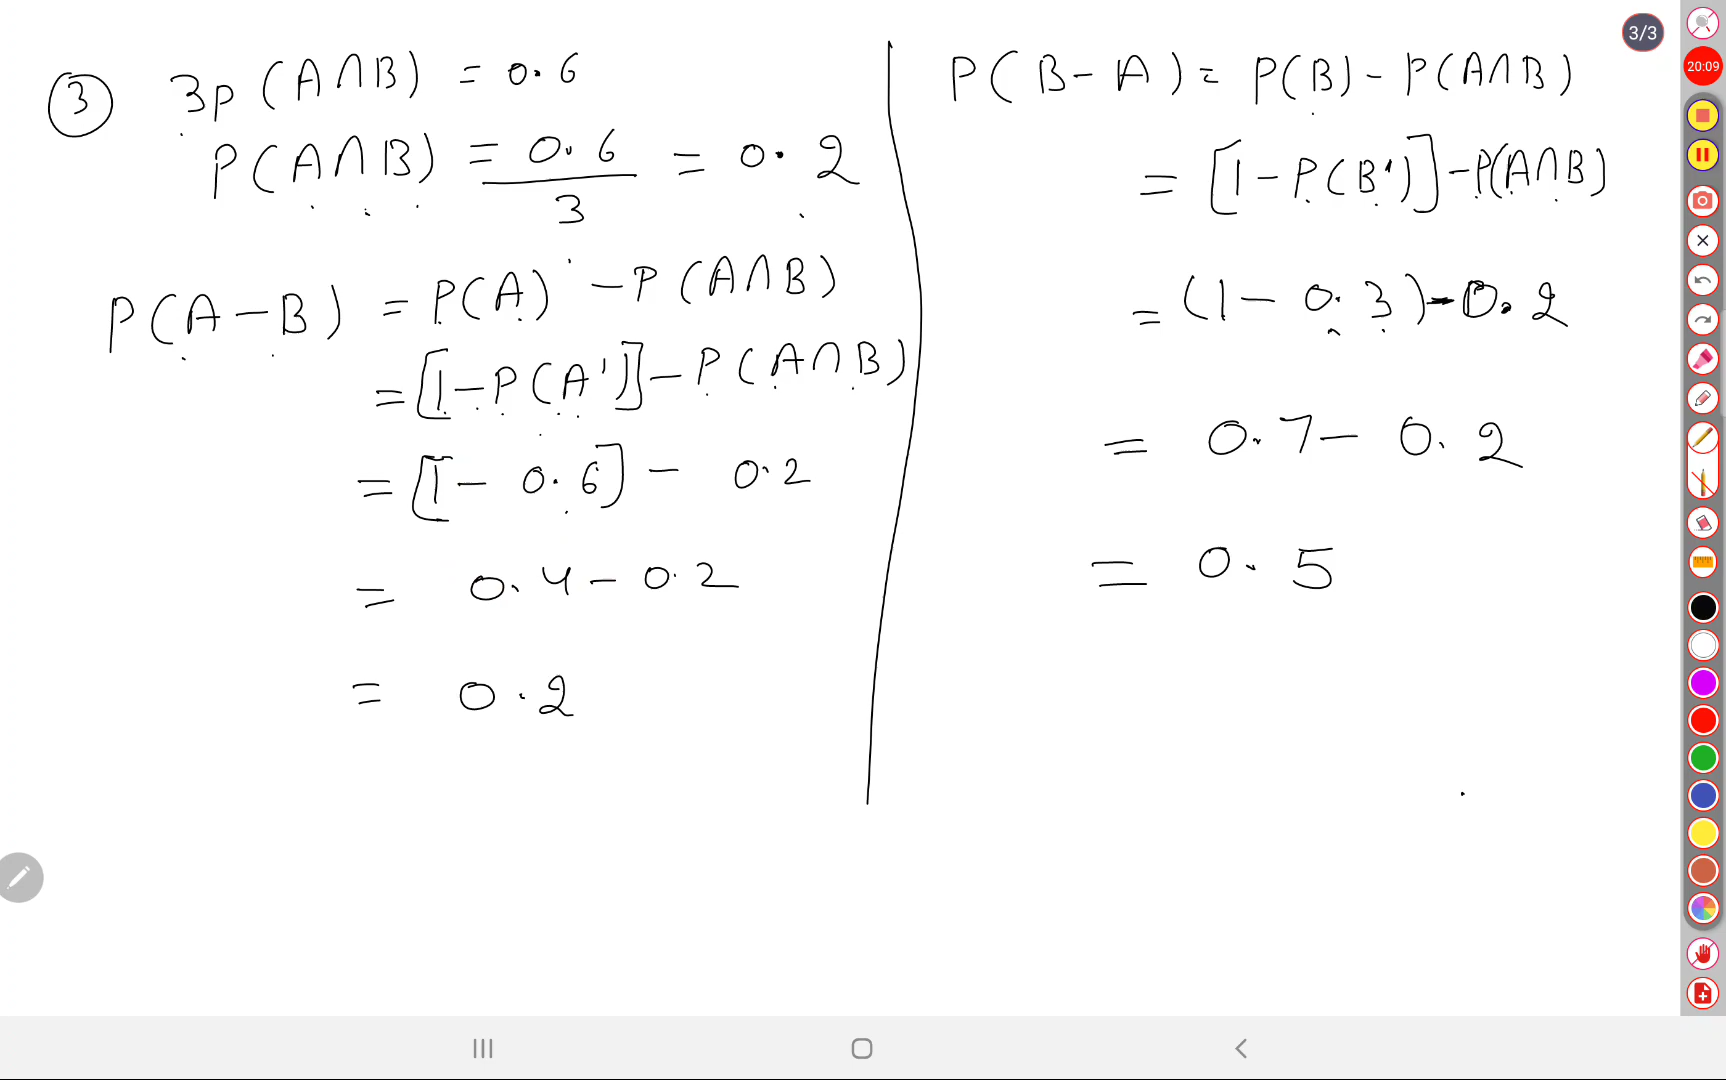 ③ 3p (A∩B) = 0.6
P(A∩B) = 0.6/3 = 0.2
P(A-B) = P(A) - P(A∩B)
= [1-P(A')] - P(A∩B)
= [1 - 0.6] - 0.2
= 0.4 - 0.2
= 0.2
P(B-A) = P(B) - P(A∩B)
= [1-P(B')] - P(A∩B)
= (1 - 0.3) - 0.2
= 0.7 - 0.2
= 0.5
3/3
20:09